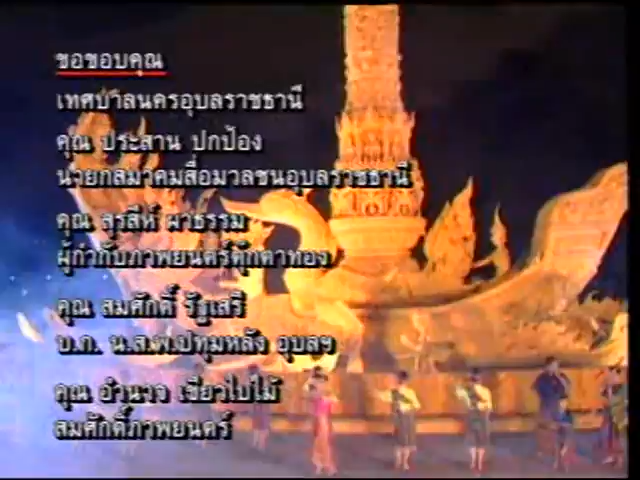 ขอขอบคุณ
เทศบาลนครอุบลราชธานี
คุณ ประสาน ปกป้อง
นายกสมาคมสื่อมวลชนอุบลราชธานี
คุณ สุรสีห์ ผาธรรม
ผู้กำกับภาพยนตร์ตุ๊กตาทอง
คุณ สมศักดิ์ รัฐเสรี
บ.ก. น.ส.พ.ปทุมหลัง อุบลฯ
คุณ อำนาจ เขียวใบไม้
สมศักดิ์ภาพยนตร์